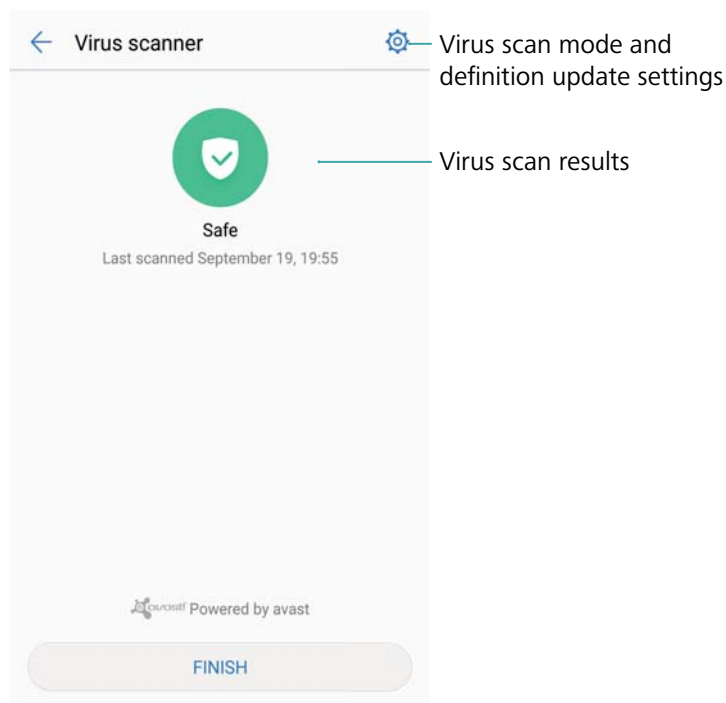 Virus scanner
Virus scan mode and
definition update settings
Virus scan results
Safe
Last scanned September 19, 19:55
avast! Powered by avast
FINISH